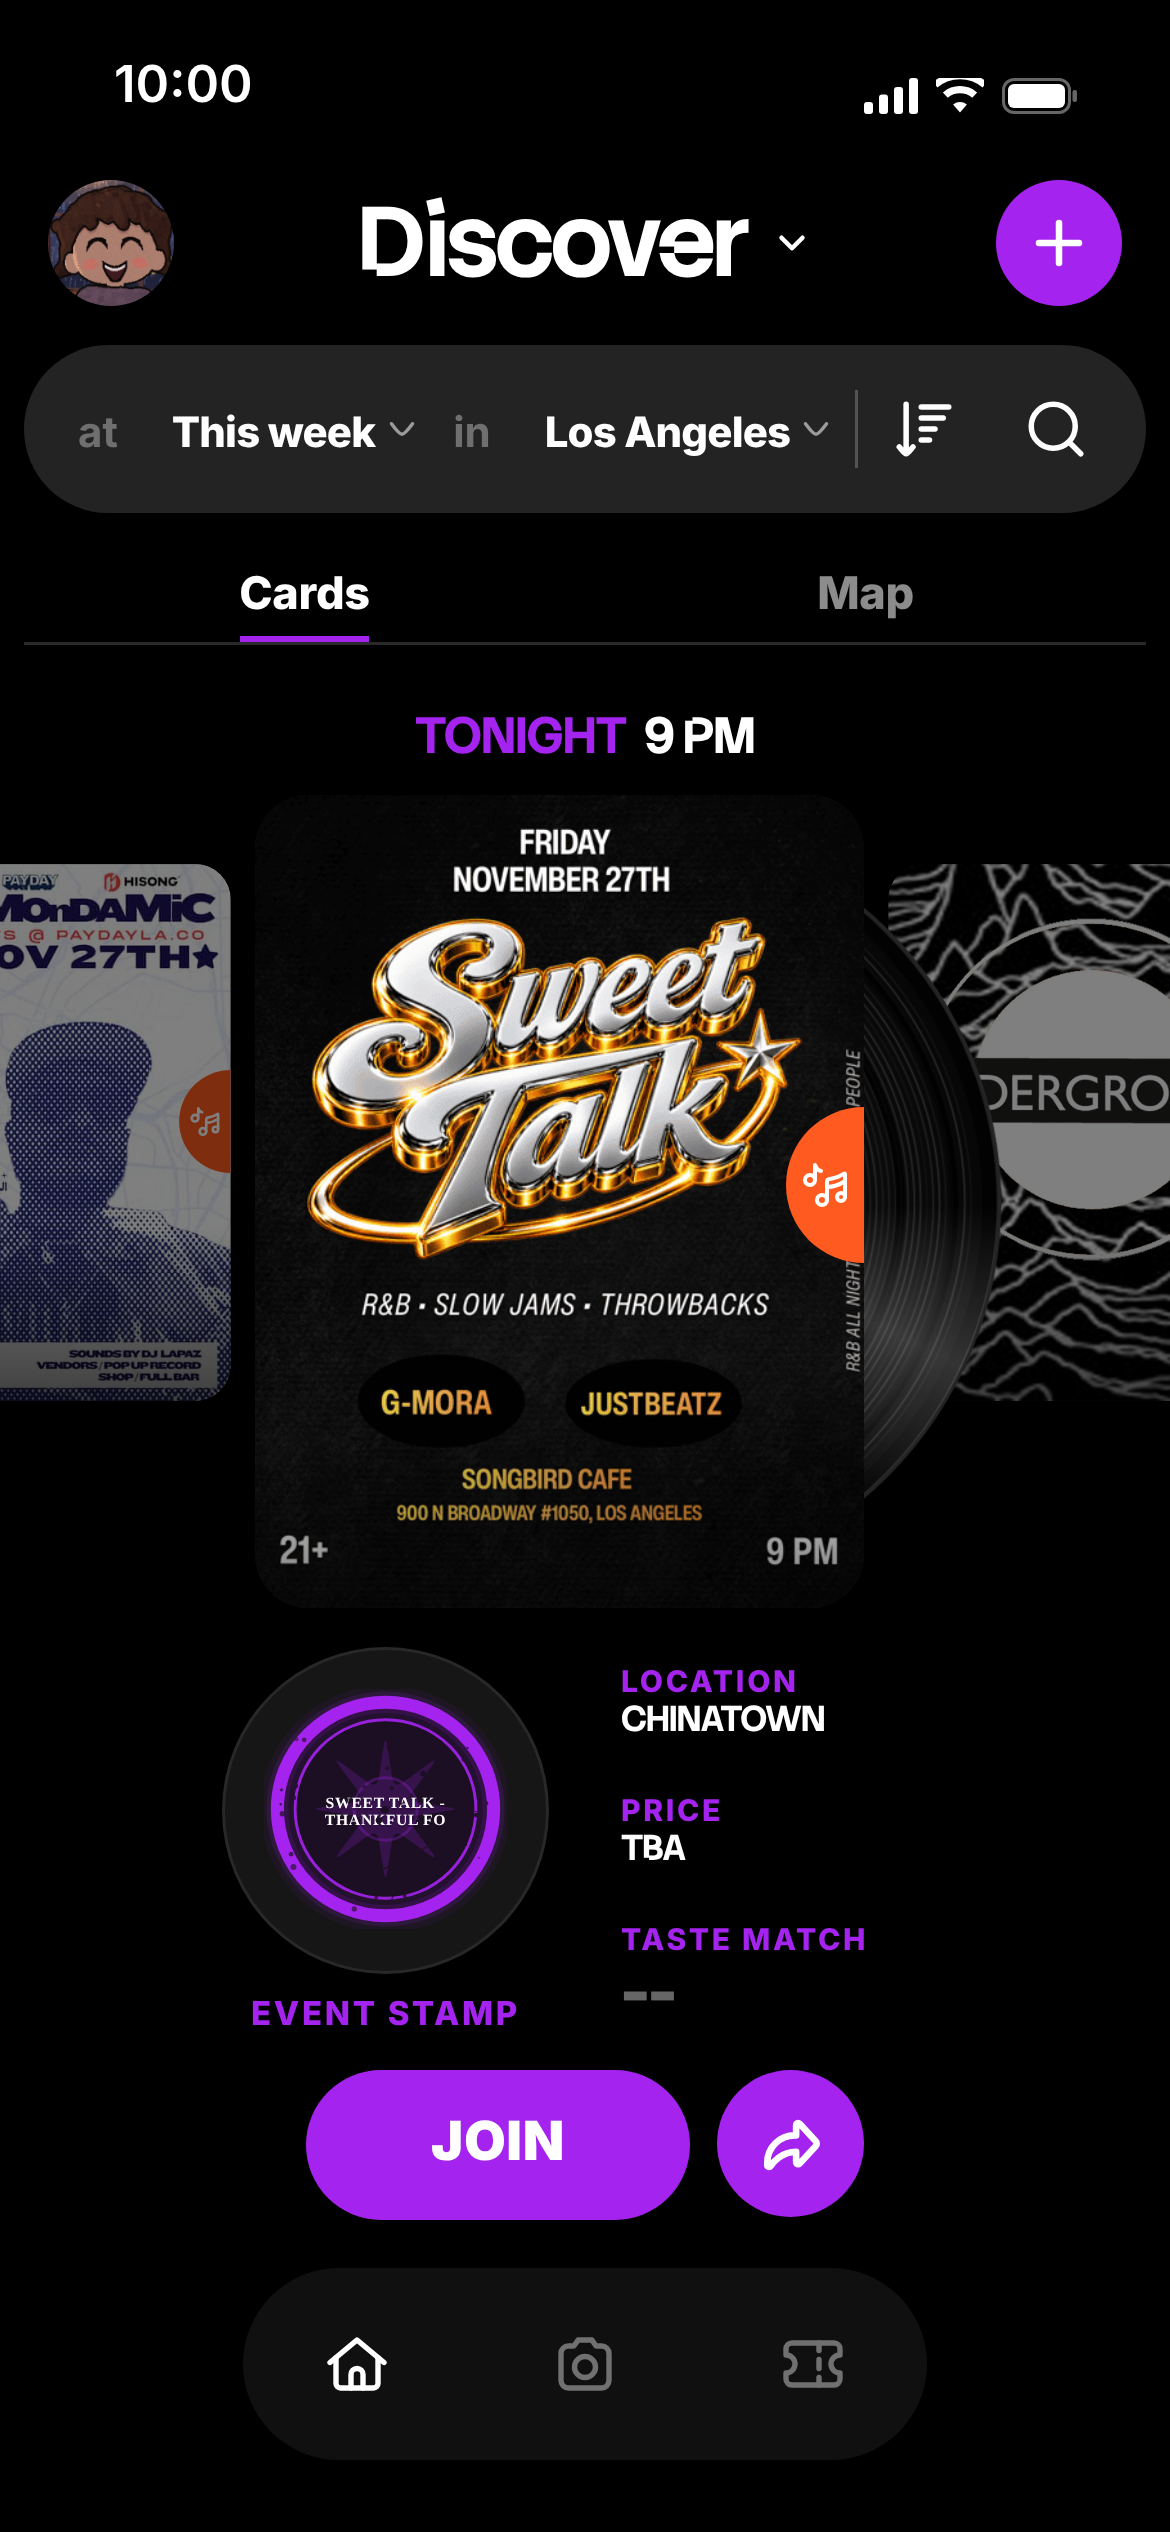 10:00
Discover
at This week in Los Angeles
Cards Map
TONIGHT 9 PM
PAYDAY
HISONG
MOnDAMiC
TS @ PAYDAYLA.CO
OV 27TH★
SOUNDS BY DJ LAPAZ
VENDORS / POP UP RECORD
SHOP / FULL BAR
FRIDAY
NOVEMBER 27TH
Sweet
Talk
R&B • SLOW JAMS • THROWBACKS
G-MORA JUSTBEATZ
SONGBIRD CAFE
900 N BROADWAY #1050, LOS ANGELES
21+ 9 PM
R&B ALL NIGHT
PEOPLE
DERGRO
SWEET TALK -
THANKFUL FO
EVENT STAMP
LOCATION
CHINATOWN
PRICE
TBA
TASTE MATCH
--
JOIN